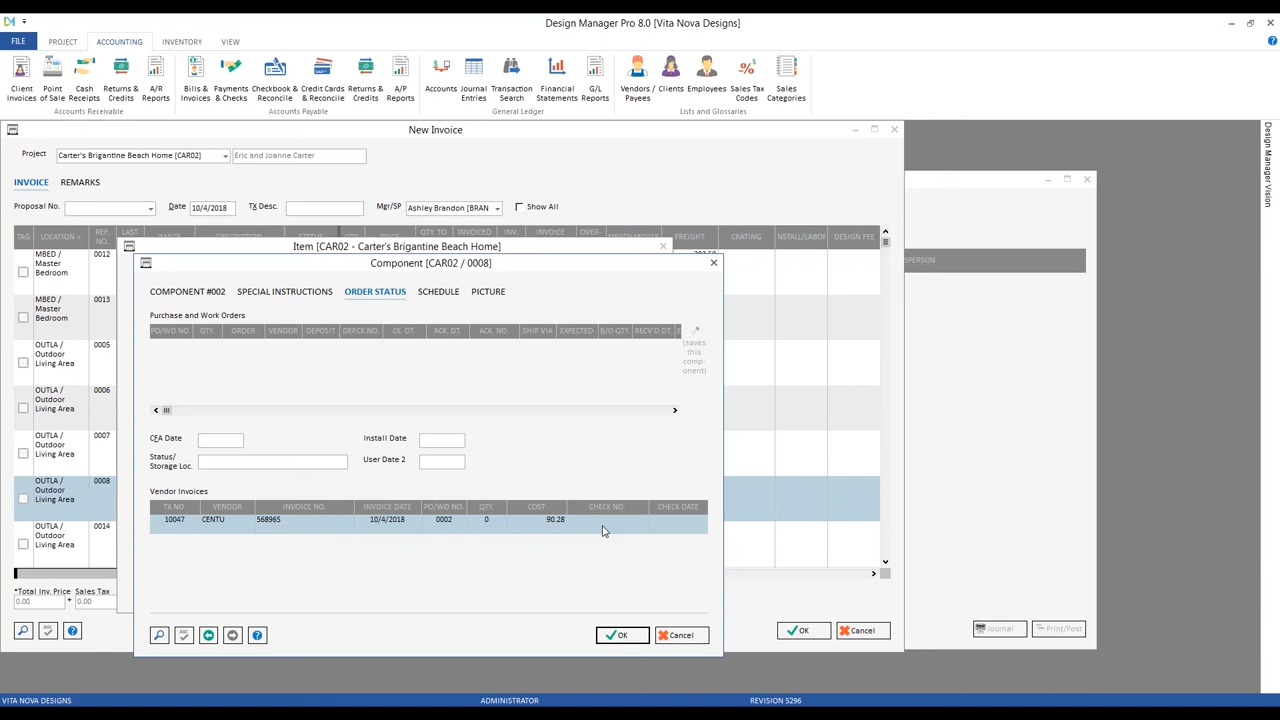 Design Manager Pro 8.0 [Vita Nova Designs]
FILE PROJECT ACCOUNTING INVENTORY VIEW
Client Invoices Point of Sale Cash Receipts Returns & Credits A/R Reports Bills & Invoices Payments & Checks Checkbook & Reconcile Credit Cards & Reconcile Returns & Credits A/P Reports Accounts Journal Entries Transaction Search Financial Statements G/L Reports Vendors / Payees Clients Employees Sales Tax Codes Sales Categories
Accounts Receivable Accounts Payable General Ledger Lists and Glossaries
Design Manager Vision
New Invoice
Project Carter's Brigantine Beach Home [CAR02] Eric and Joanne Carter
INVOICE REMARKS
Proposal No. Date 10/4/2018 TX Desc. Mgr/SP Ashley Brandon [BRAN Show All
TAG LOCATION REF. NO. LAST FREIGHT CRATING DESIGN FEE
MBED / Master Bedroom 0012
MBED / Master Bedroom 0013
OUTLA / Outdoor Living Area 0005
OUTLA / Outdoor Living Area 0006
OUTLA / Outdoor Living Area 0007
OUTLA / Outdoor Living Area 0008
OUTLA / Outdoor Living Area 0014
*Total Inv. Price Sales Tax
0.00 + 0.00
OK Cancel
Item [CAR02 - Carter's Brigantine Beach Home]
Component [CAR02 / 0008]
COMPONENT #002 SPECIAL INSTRUCTIONS ORDER STATUS SCHEDULE PICTURE
Purchase and Work Orders
PO/WO NO. QTY. ORDER VENDOR DEPOSIT DEPCK.NO. CK. DT. ACK. DT. ACK. NO. SHIP VIA EXPECTED B/O QTY. RECV'D DT.
(saves this comp-onent)
CFA Date Install Date
Status/ Storage Loc. User Date 2
Vendor Invoices
TX NO. VENDOR INVOICE NO. INVOICE DATE PO/WO NO. QTY. COST CHECK NO. CHECK DATE
10047 CENTU 568965 10/4/2018 0002 0 90.28
OK Cancel
Journal Print/Post
VITA NOVA DESIGNS ADMINISTRATOR REVISION 5296